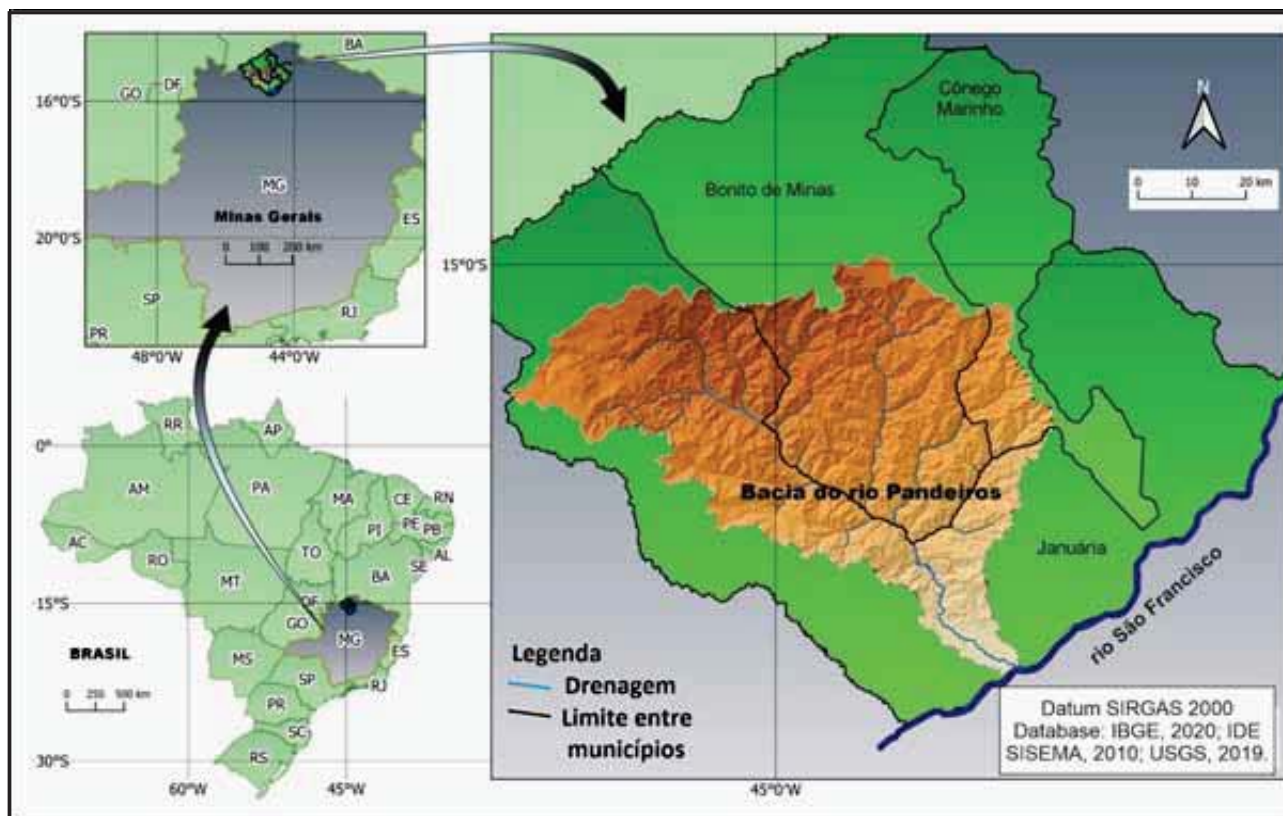 BA
GO
DF
16°0'S
MG
Minas Gerais
0 100 200 km
ES
20°0'S
SP
RJ
PR
48°0'W
44°0'W
RR
AP
0°
AM
PA
MA
CE
RN
PI
PE
PB
AC
RO
TO
AL
SE
MT
BA
15°S
DF
GO
MG
ES
BRASIL
MS
SP
RJ
0 250 500 km
PR
SC
RS
30°S
60°W
45°W
Cônego
Marinho
N
Bonito de Minas
0 10 20 km
15°0'S
Bacia do rio Pandeiros
Januária
rio São Francisco
Legenda
Drenagem
Limite entre
municípios
Datum SIRGAS 2000
Database: IBGE, 2020; IDE
SISEMA, 2010; USGS, 2019.
45°0'W